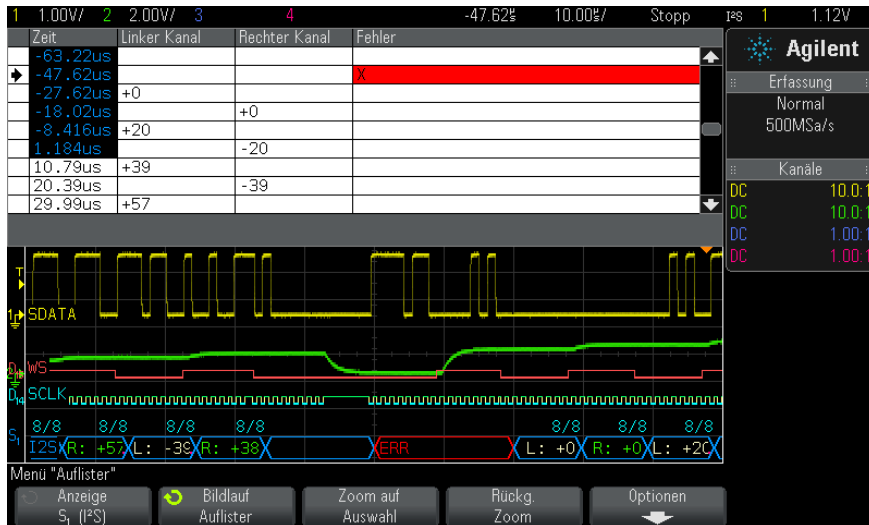 1 1.00V/ 2 2.00V/ 3 4 -47.62µs 10.00µs/ Stopp I²S 1 1.12V
Zeit Linker Kanal Rechter Kanal Fehler
-63.22us
-47.62us X
-27.62us +0
-18.02us +0
-8.416us +20
1.184us -20
10.79us +39
20.39us -39
29.99us +57
Agilent
Erfassung
Normal
500MSa/s
Kanäle
DC 10.0:1
DC 10.0:1
DC 1.00:1
DC 1.00:1
T
1 SDATA
WS
D14 SCLK
8/8 8/8 8/8 8/8 8/8 8/8 8/8
S1 I2S R: +57 L: -39 R: +38 ERR L: +0 R: +0 L: +20
Menü "Auflister"
Anzeige
S1 (I²S)
Bildlauf
Auflister
Zoom auf
Auswahl
Rückg.
Zoom
Optionen